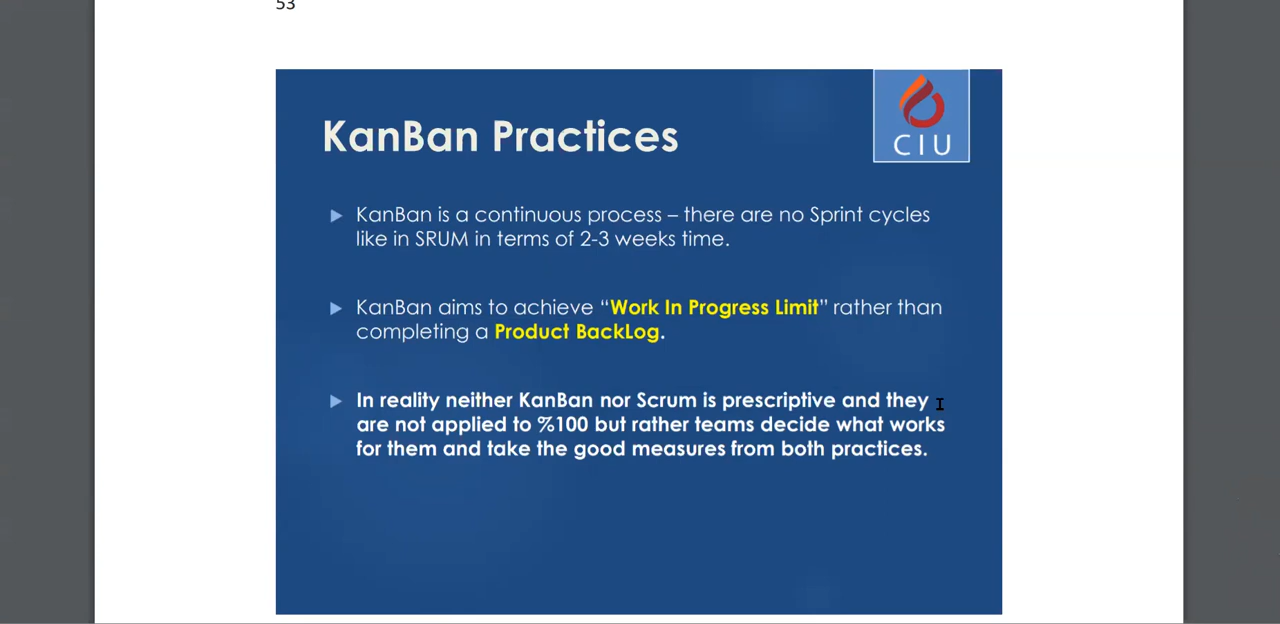 53
KanBan Practices
CIU
KanBan is a continuous process – there are no Sprint cycles
like in SRUM in terms of 2-3 weeks time.
KanBan aims to achieve “Work In Progress Limit” rather than
completing a Product BackLog.
In reality neither KanBan nor Scrum is prescriptive and they
are not applied to %100 but rather teams decide what works
for them and take the good measures from both practices.